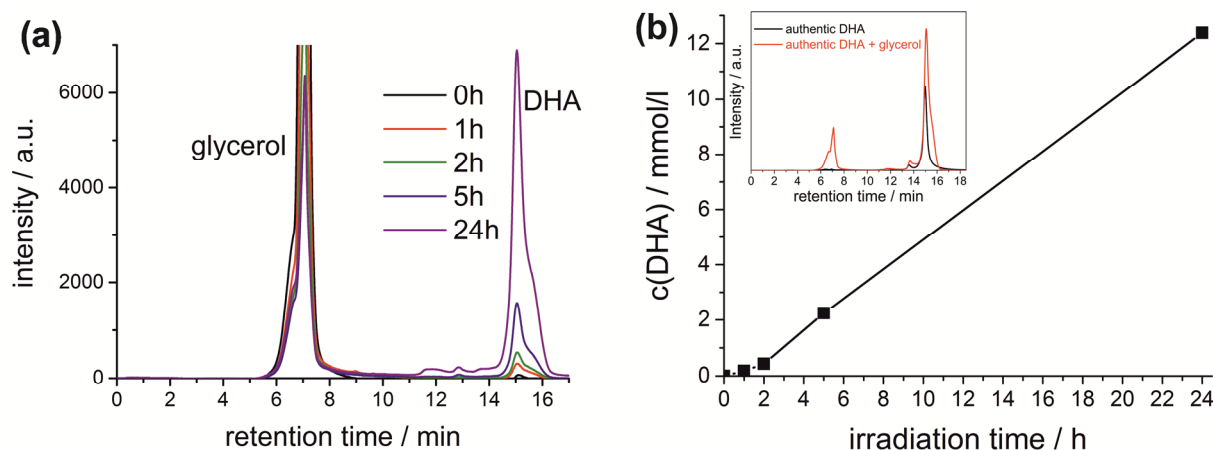 (a)
6000
4000
2000
0
intensity / a.u.
glycerol
DHA
0h
1h
2h
5h
24h
0 2 4 6 8 10 12 14 16
retention time / min
(b)
12
10
8
6
4
2
0
c(DHA) / mmol/l
authentic DHA
authentic DHA + glycerol
Intensity / a.u.
0 2 4 6 8 10 12 14 16 18
retention time / min
0 2 4 6 8 10 12 14 16 18 20 22 24
irradiation time / h